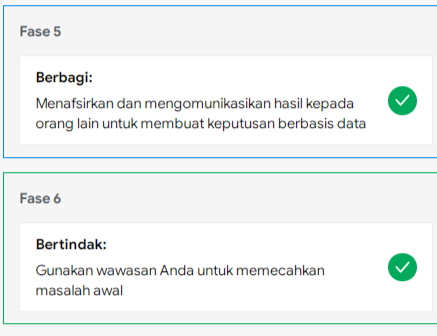 Fase 5
Berbagi:
Menafsirkan dan mengomunikasikan hasil kepada
orang lain untuk membuat keputusan berbasis data
Fase 6
Bertindak:
Gunakan wawasan Anda untuk memecahkan
masalah awal